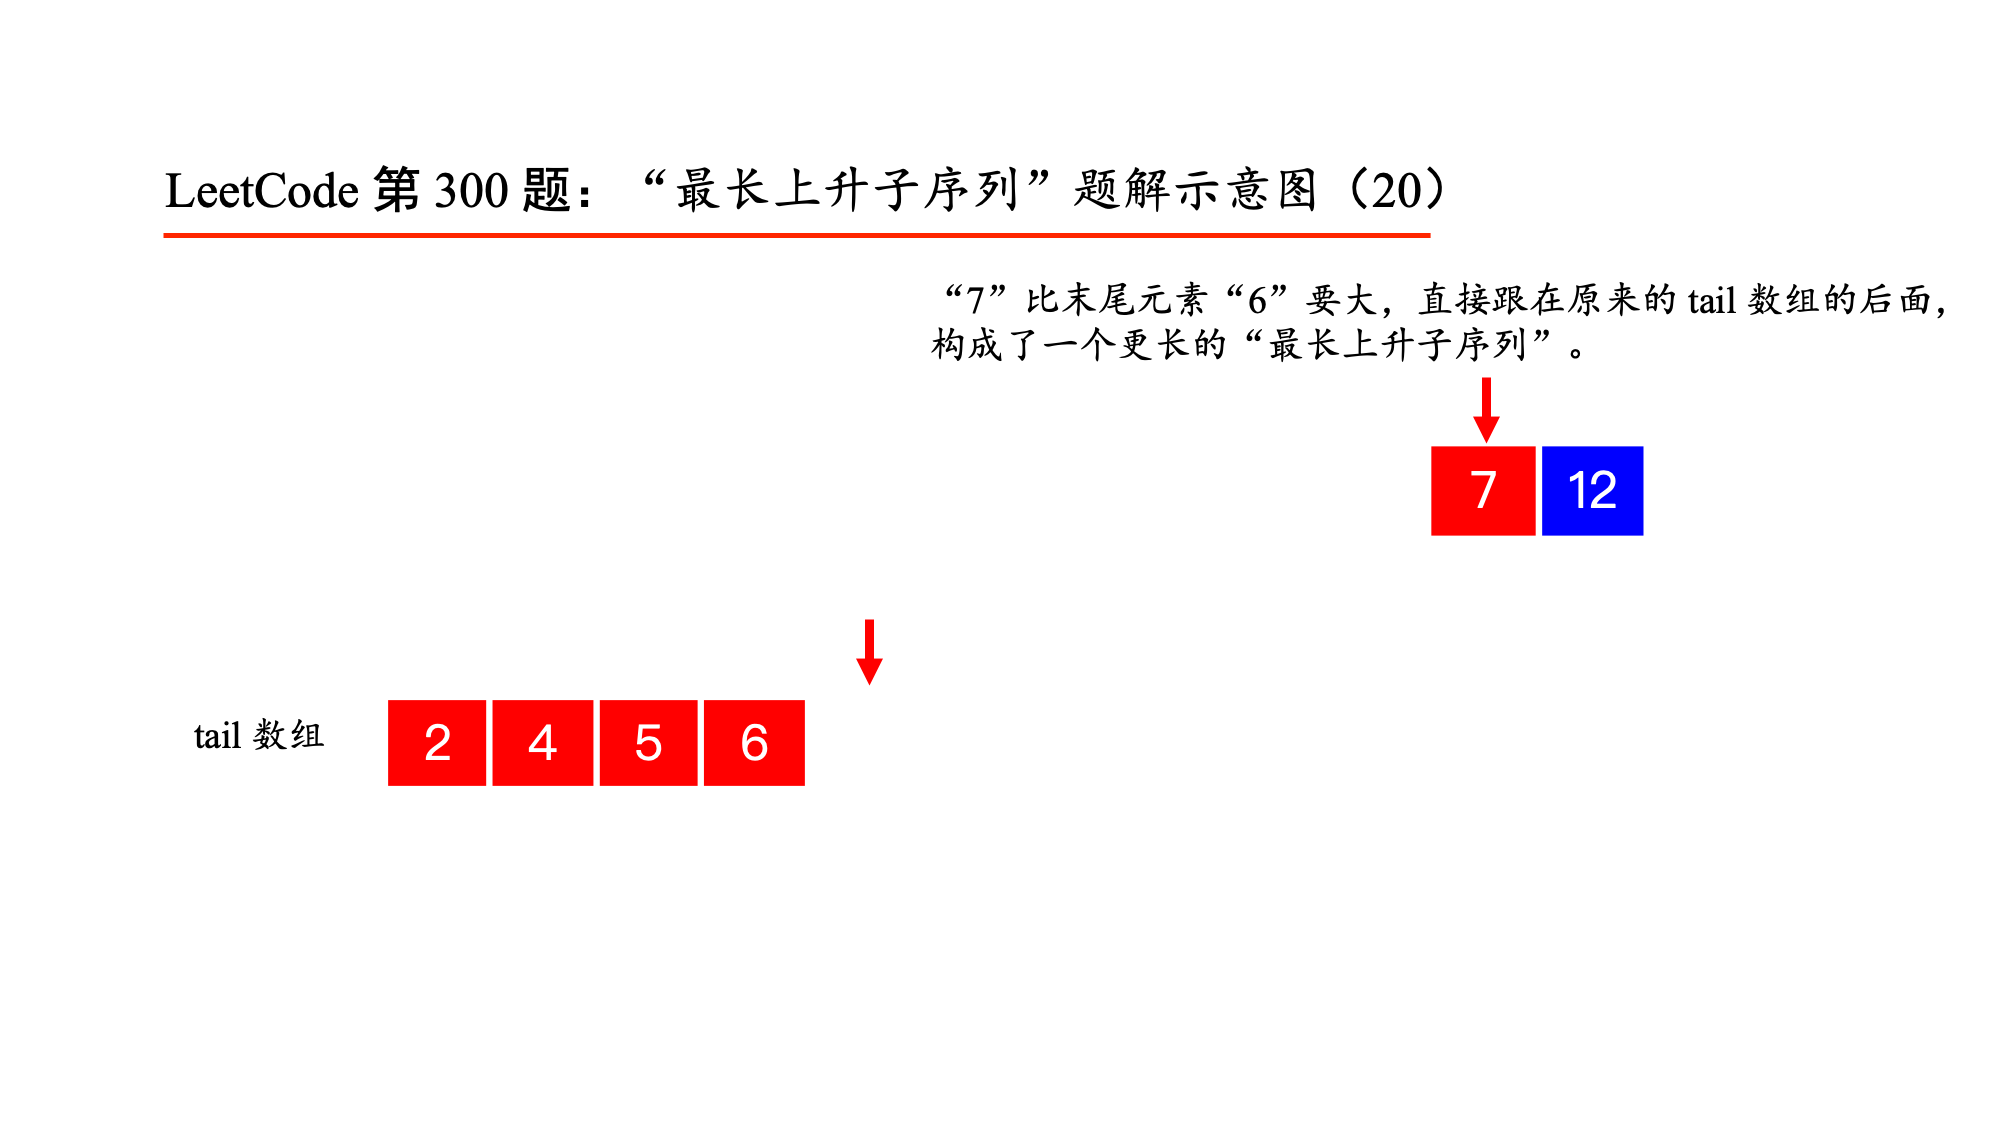 LeetCode 第 300 题：“最长上升子序列”题解示意图（20）
“7”比末尾元素“6”要大，直接跟在原来的 tail 数组的后面，
构成了一个更长的“最长上升子序列”。
7 12
tail 数组 2 4 5 6